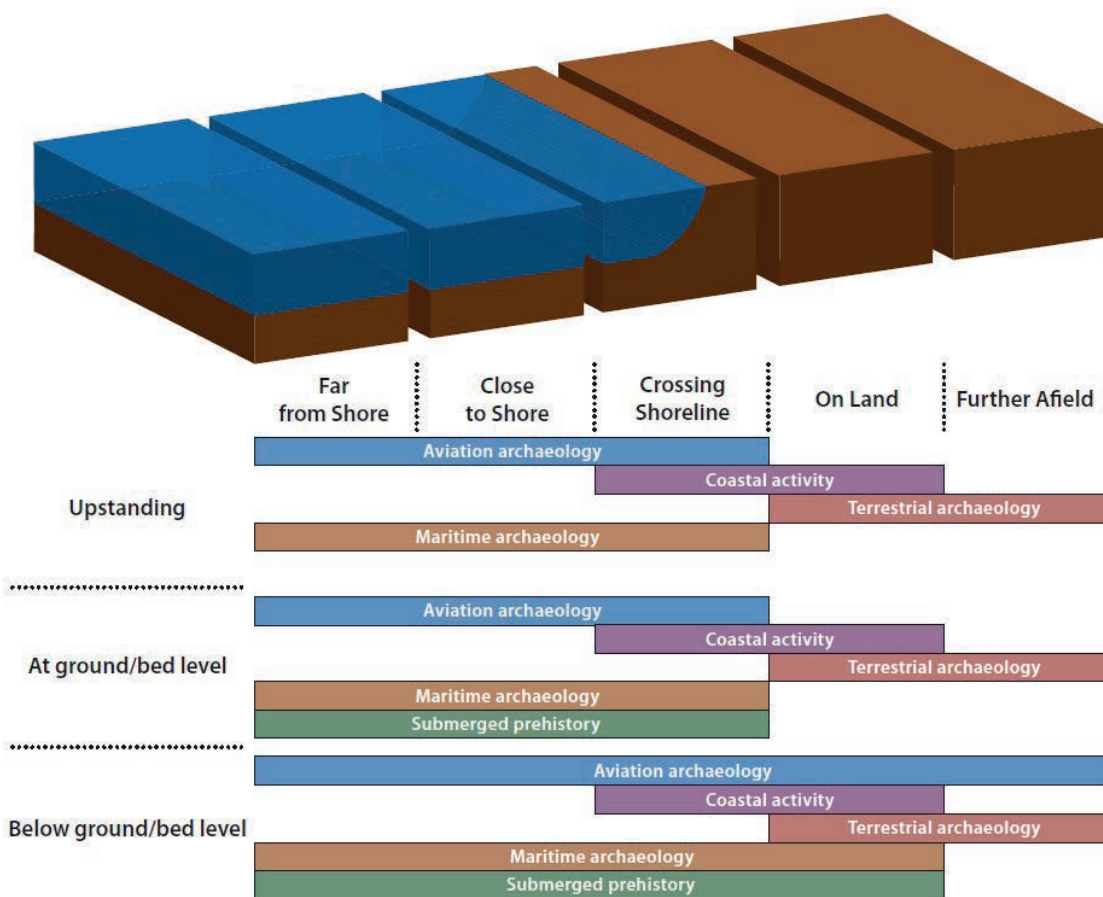 Far
from Shore
Close
to Shore
Crossing
Shoreline
On Land
Further Afield
Upstanding
Aviation archaeology
Coastal activity
Terrestrial archaeology
Maritime archaeology
At ground/bed level
Aviation archaeology
Coastal activity
Terrestrial archaeology
Maritime archaeology
Submerged prehistory
Below ground/bed level
Aviation archaeology
Coastal activity
Terrestrial archaeology
Maritime archaeology
Submerged prehistory